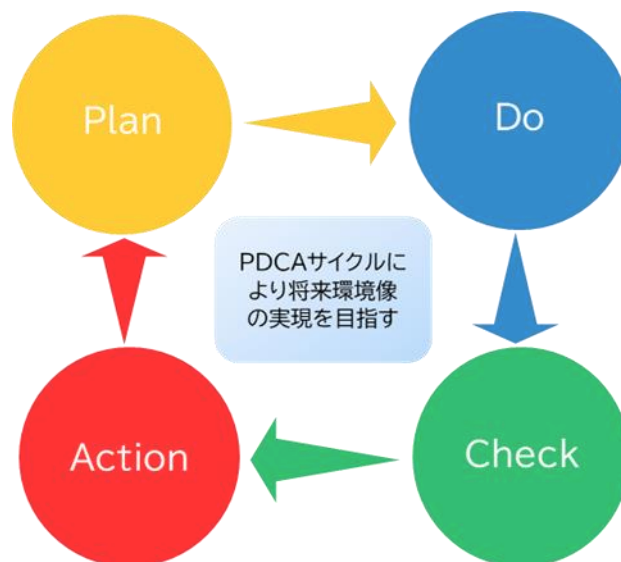 Plan
Do
PDCAサイクルに
より将来環境像
の実現を目指す
Action
Check